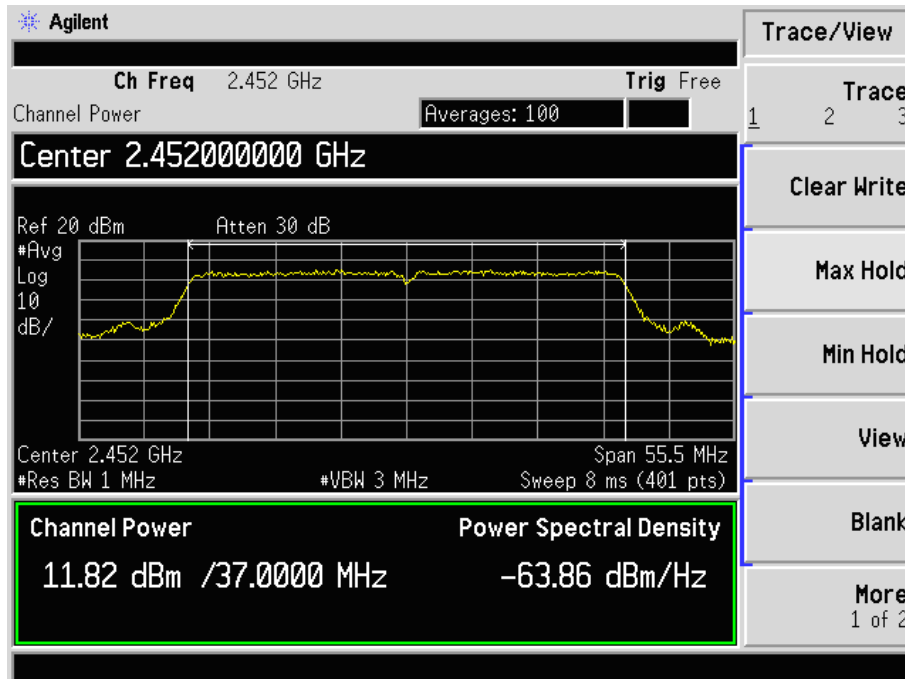 Agilent
Trace/View
Ch Freq 2.452 GHz Trig Free
Channel Power Averages: 100
Trace
1 2 3
Center 2.452000000 GHz
Clear Write
Ref 20 dBm Atten 30 dB
#Avg
Log
10
dB/
Max Hold
Min Hold
View
Center 2.452 GHz Span 55.5 MHz
#Res BW 1 MHz #VBW 3 MHz Sweep 8 ms (401 pts)
Channel Power Power Spectral Density
11.82 dBm /37.0000 MHz -63.86 dBm/Hz
Blank
More
1 of 2